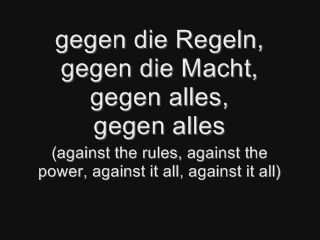 gegen die Regeln,
gegen die Macht,
gegen alles,
gegen alles
(against the rules, against the
power, against it all, against it all)